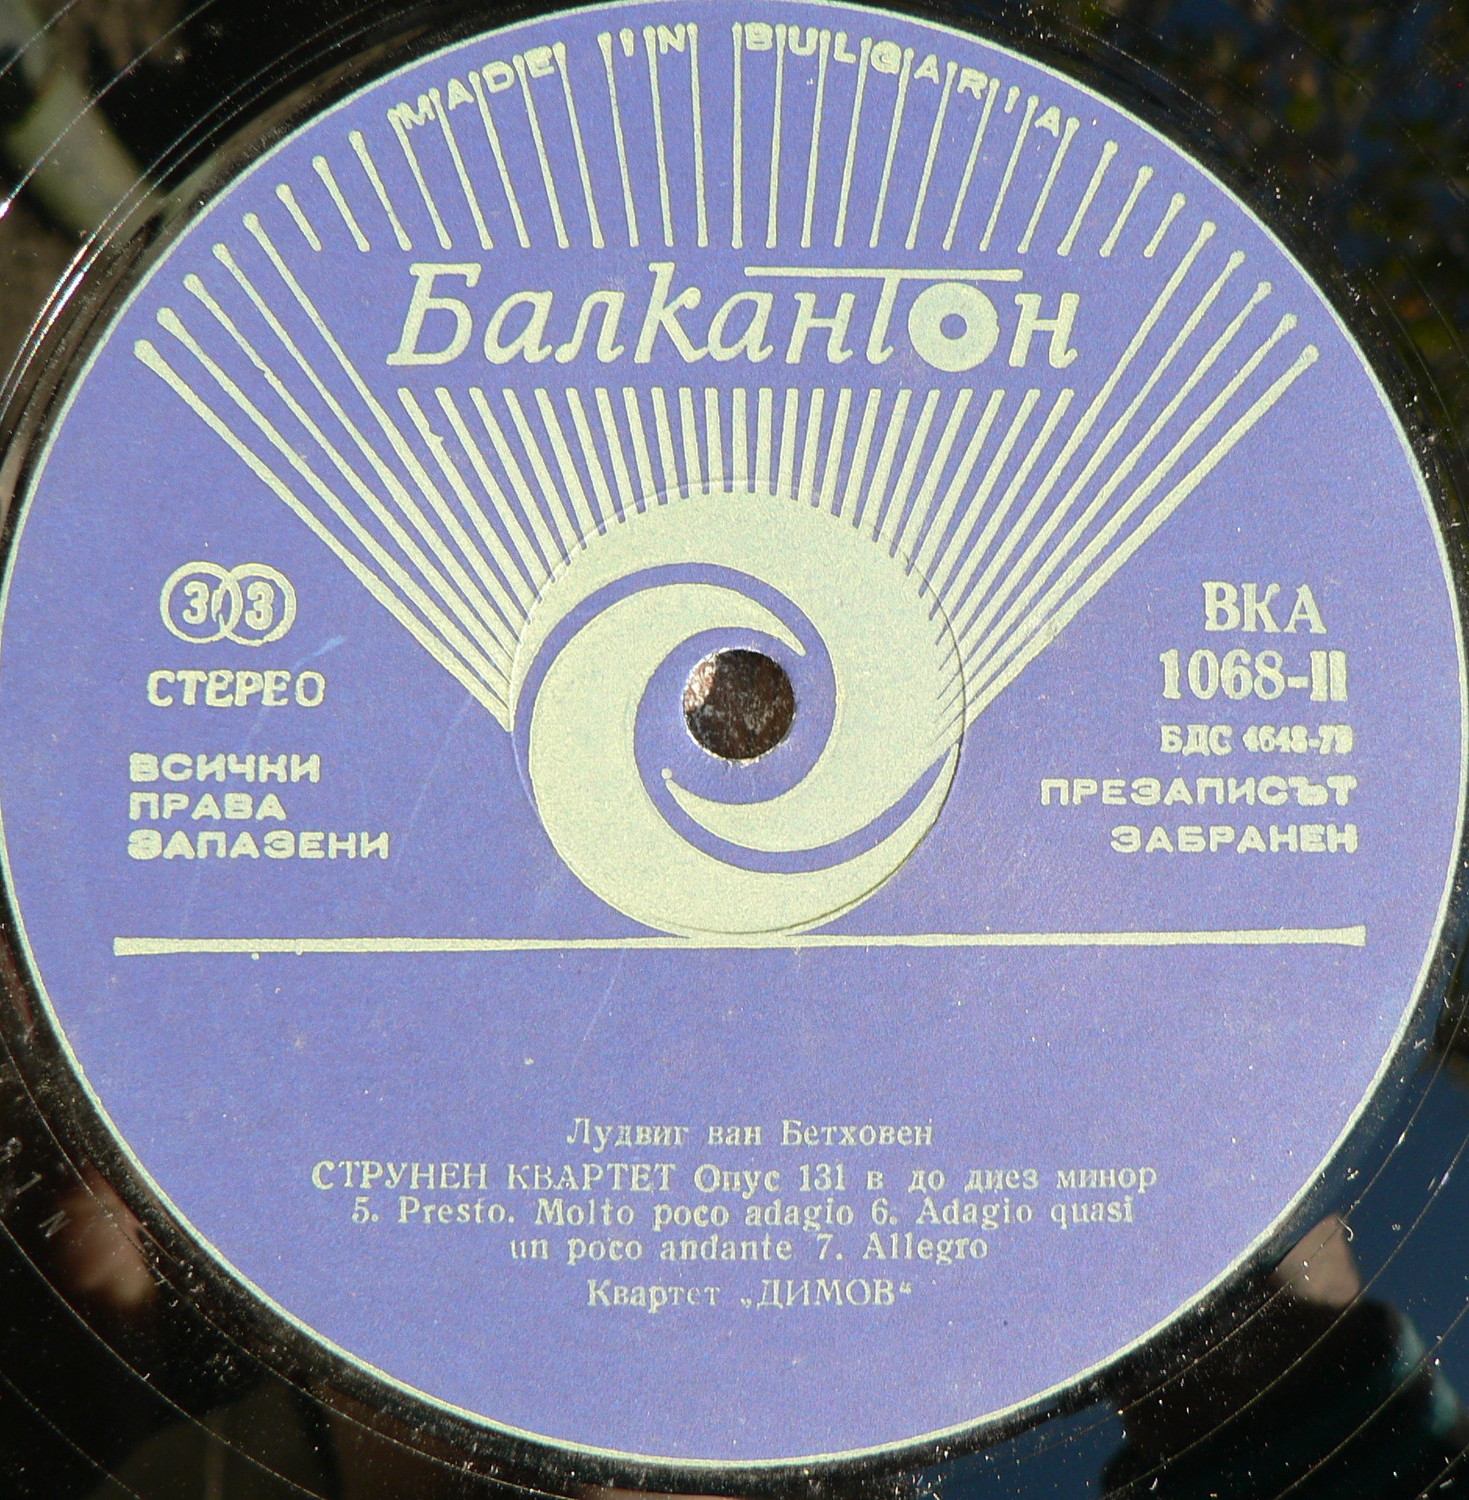 MADE IN BULGARIA
Балкантон
33
СТЕРЕО
ВСИЧКИ
ПРАВА
ЗАПАЗЕНИ
ВКА
1068-II
БДС 4648-79
ПРЕЗАПИСЪТ
ЗАБРАНЕН
Лудвиг ван Бетховен
СТРУНЕН КВАРТЕТ Опус 131 в до диез минор
5. Presto. Molto poco adagio 6. Adagio quasi
un poco andante 7. Allegro
Квартет „ДИМОВ“